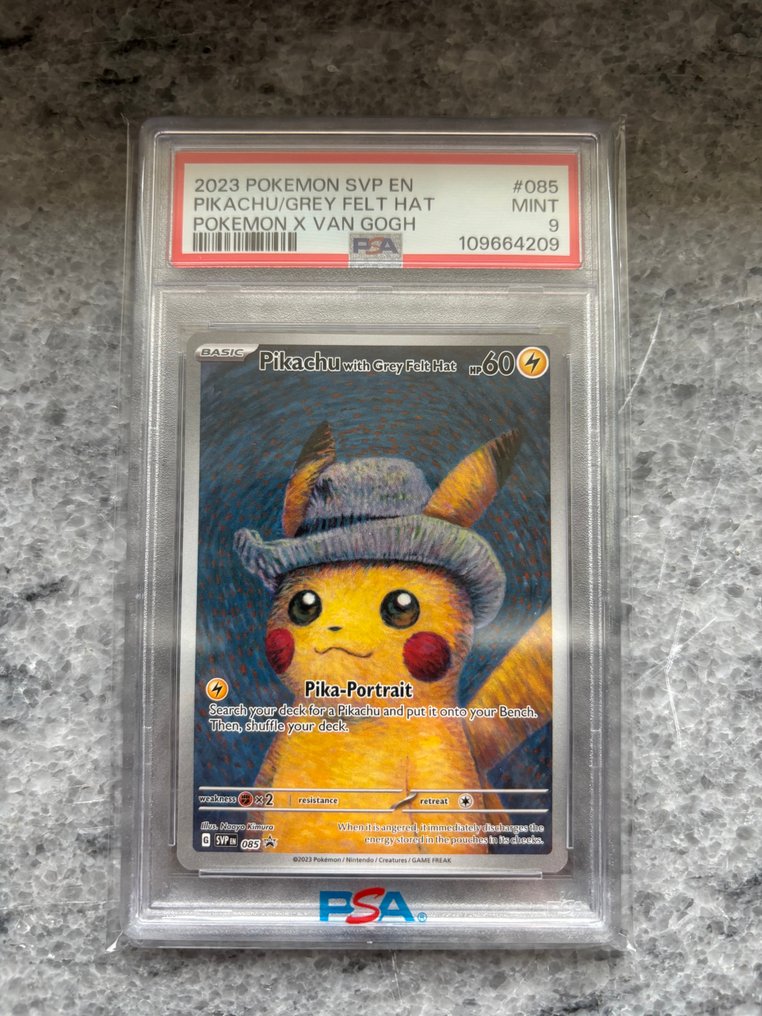 2023 POKEMON SVP EN #085
PIKACHU/GREY FELT HAT MINT
POKEMON X VAN GOGH 9
PSA 109664209
BASIC Pikachu with Grey Felt Hat HP 60
Pika-Portrait
Search your deck for a Pikachu and put it onto your Bench.
Then, shuffle your deck.
weakness ×2 resistance retreat
Illus. Naoyo Kimura
When it is angered, it immediately discharges the
energy stored in the pouches in its cheeks.
G SVP EN 085
©2023 Pokémon / Nintendo / Creatures / GAME FREAK
PSA®